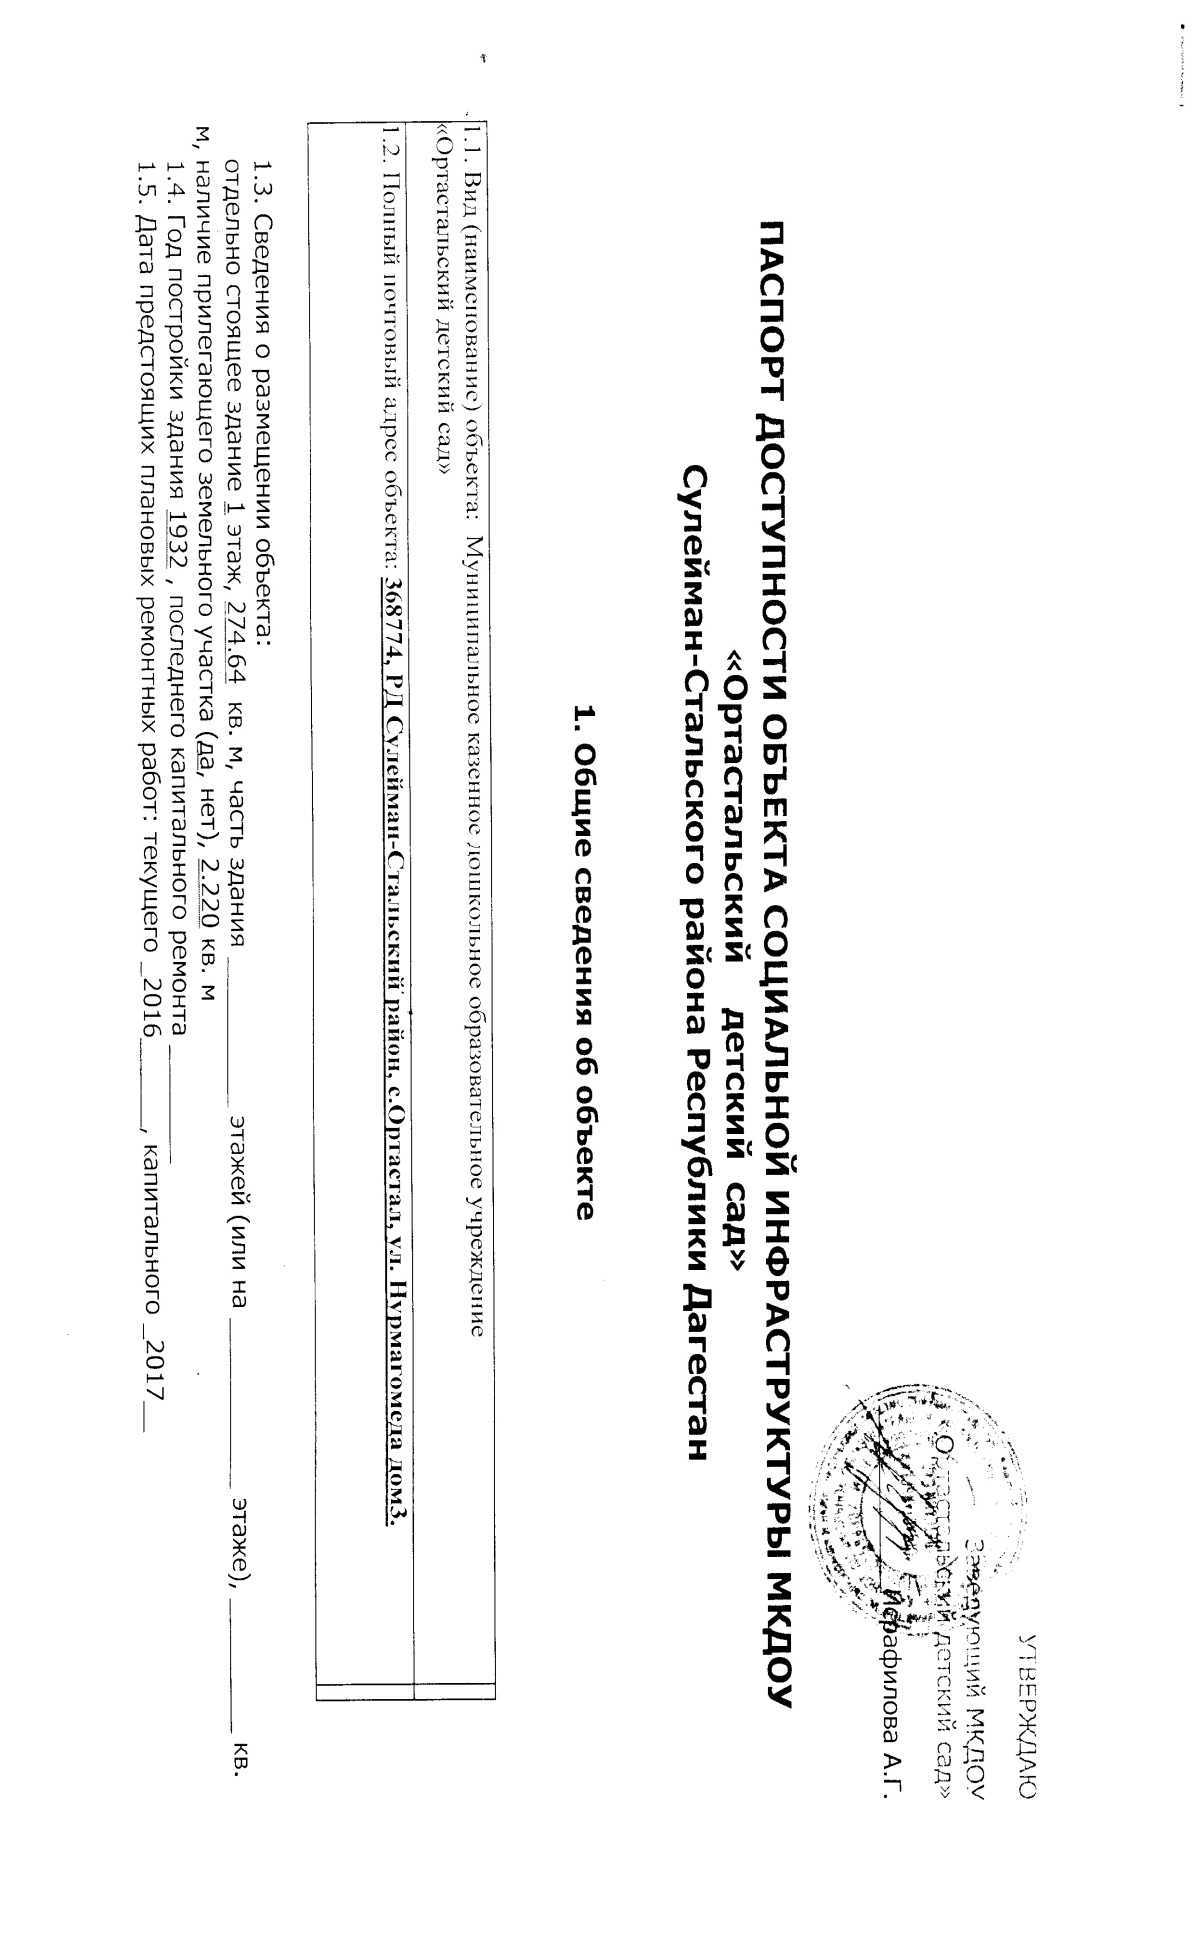 УТВЕРЖДАЮ
Заведующий МКДОУ
«Ортастальский детский сад»
Исрафилова А.Г.
ПАСПОРТ ДОСТУПНОСТИ ОБЪЕКТА СОЦИАЛЬНОЙ ИНФРАСТРУКТУРЫ МКДОУ
«Ортастальский детский сад»
Сулейман-Стальского района Республики Дагестан
1. Общие сведения об объекте
1.1. Вид (наименование) объекта: Муниципальное казенное дошкольное образовательное учреждение
«Ортастальский детский сад»
1.2. Полный почтовый адрес объекта: 368774, РД Сулейман-Стальский район, с.Ортастал, ул. Нурмагомеда дом3.
1.3. Сведения о размещении объекта:
отдельно стоящее здание 1 этаж, 274.64 кв. м, часть здания __________ этажей (или на __________ этаже), __________ кв.
м, наличие прилегающего земельного участка (да, нет), 2.220 кв. м
1.4. Год постройки здания 1932 , последнего капитального ремонта ________
1.5. Дата предстоящих плановых ремонтных работ: текущего _2016______, капитального _2017__